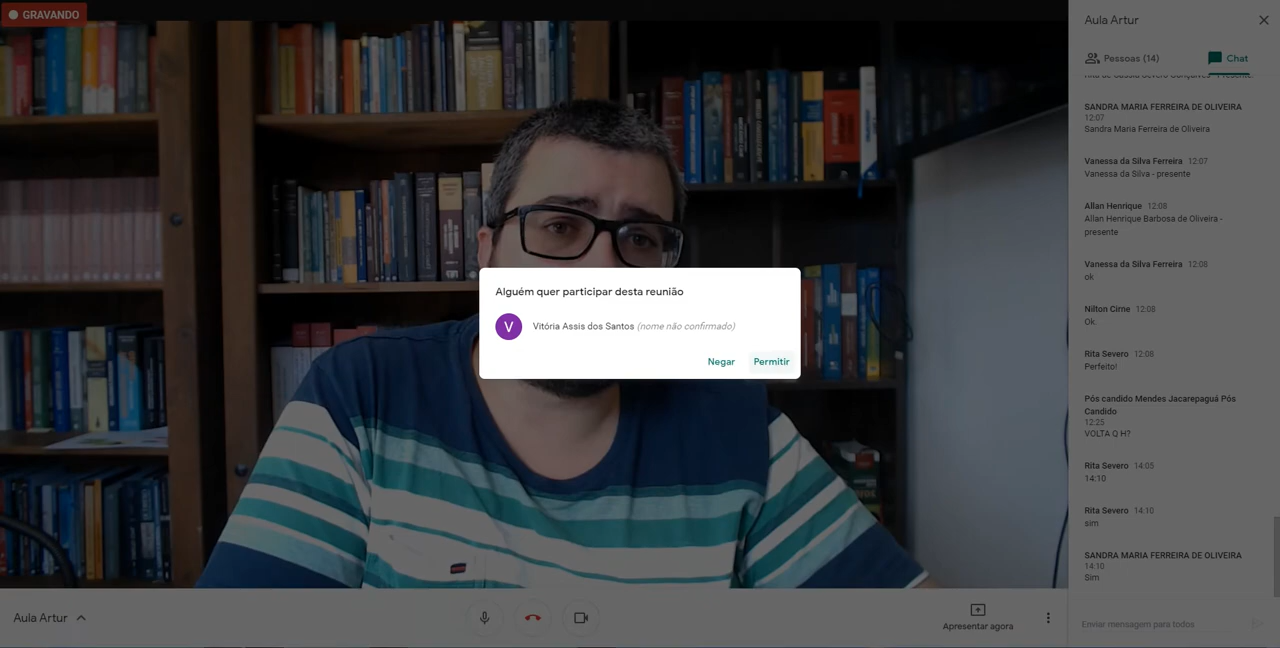 GRAVANDO
Aula Artur
Pessoas (14)
Chat
SANDRA MARIA FERREIRA DE OLIVEIRA
12:07
Sandra Maria Ferreira de Oliveira
Vanessa da Silva Ferreira 12:07
Vanessa da Silva - presente
Allan Henrique 12:08
Allan Henrique Barbosa de Oliveira -
presente
Vanessa da Silva Ferreira 12:08
ok
Nilton Cirne 12:08
Ok.
Rita Severo 12:08
Perfeito!
Pós candido Mendes Jacarepaguá Pós
Candido
12:25
VOLTA Q H?
Rita Severo 14:05
14:10
Rita Severo 14:10
sim
SANDRA MARIA FERREIRA DE OLIVEIRA
14:10
Sim
Enviar mensagem para todos
Alguém quer participar desta reunião
V
Vitória Assis dos Santos (nome não confirmado)
Negar
Permitir
Aula Artur
Apresentar agora